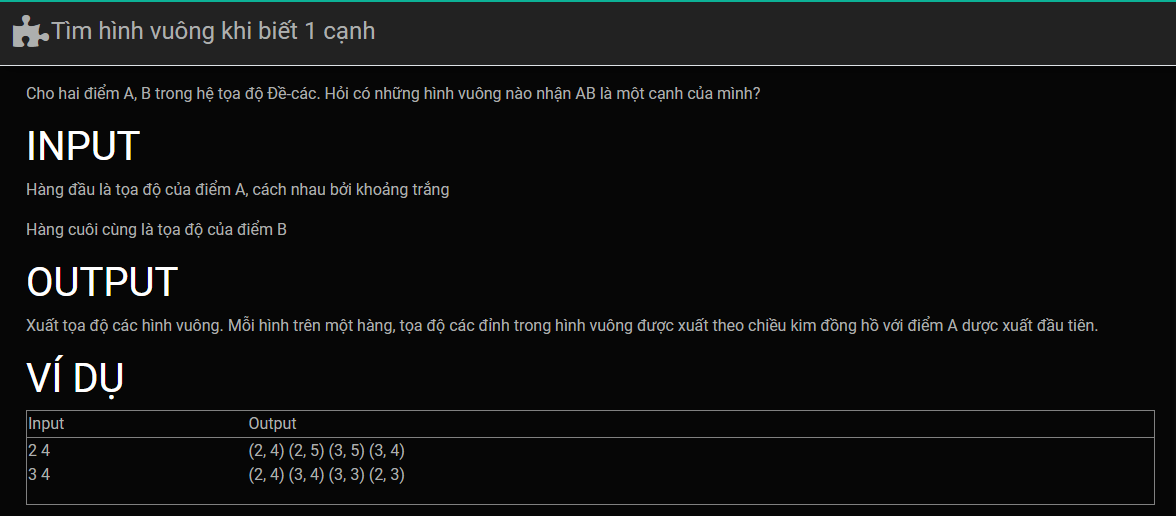 Tìm hình vuông khi biết 1 cạnh
Cho hai điểm A, B trong hệ tọa độ Đề-các. Hỏi có những hình vuông nào nhận AB là một cạnh của mình?
INPUT
Hàng đầu là tọa độ của điểm A, cách nhau bởi khoảng trắng
Hàng cuôi cùng là tọa độ của điểm B
OUTPUT
Xuất tọa độ các hình vuông. Mỗi hình trên một hàng, tọa độ các đỉnh trong hình vuông được xuất theo chiều kim đồng hồ với điểm A dược xuất đầu tiên.
VÍ DỤ
Input Output
2 4 (2, 4) (2, 5) (3, 5) (3, 4)
3 4 (2, 4) (3, 4) (3, 3) (2, 3)